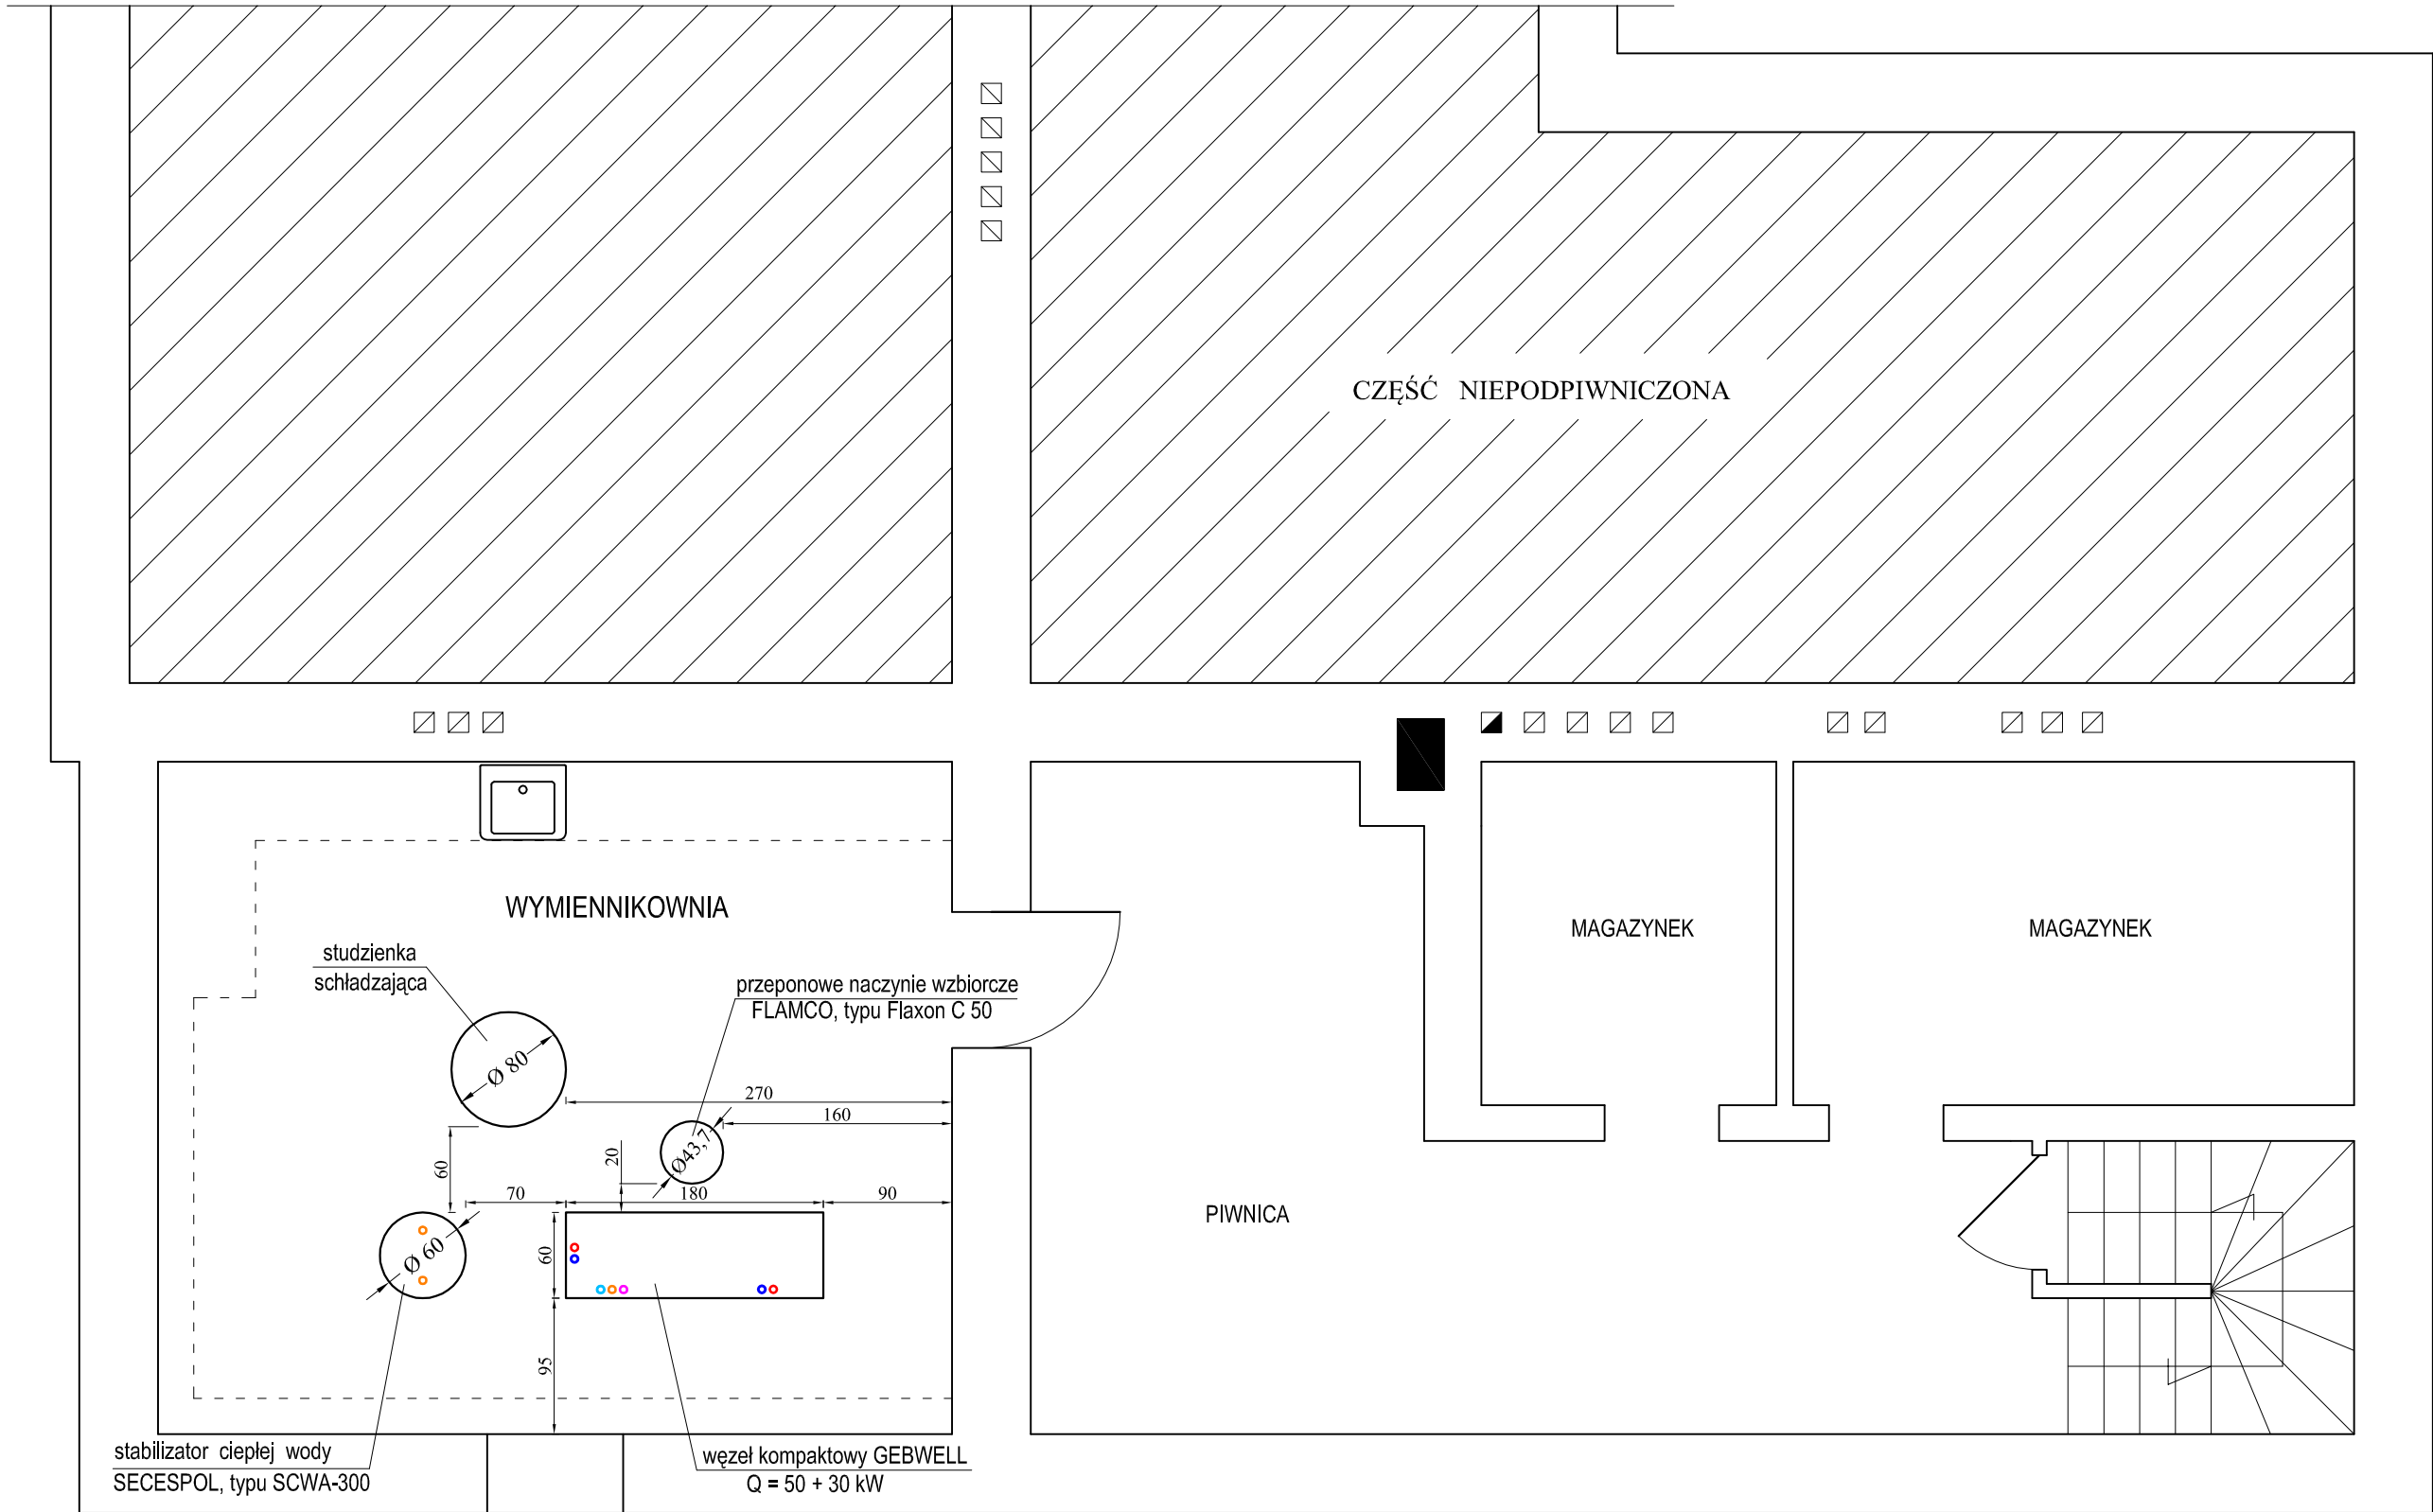 CZĘŚĆ NIEPODPIWNICZONA
WYMIENNIKOWNIA
MAGAZYNEK
MAGAZYNEK
studzienka
schładzająca
przeponowe naczynie wzbiorcze
FLAMCO, typu Flaxon C 50
Ø 80
270
160
Ø43,7
20
60
70
180
90
PIWNICA
Ø 60
60
95
stabilizator ciepłej wody
SECESPOL, typu SCWA-300
węzeł kompaktowy GEBWELL
Q = 50 + 30 kW